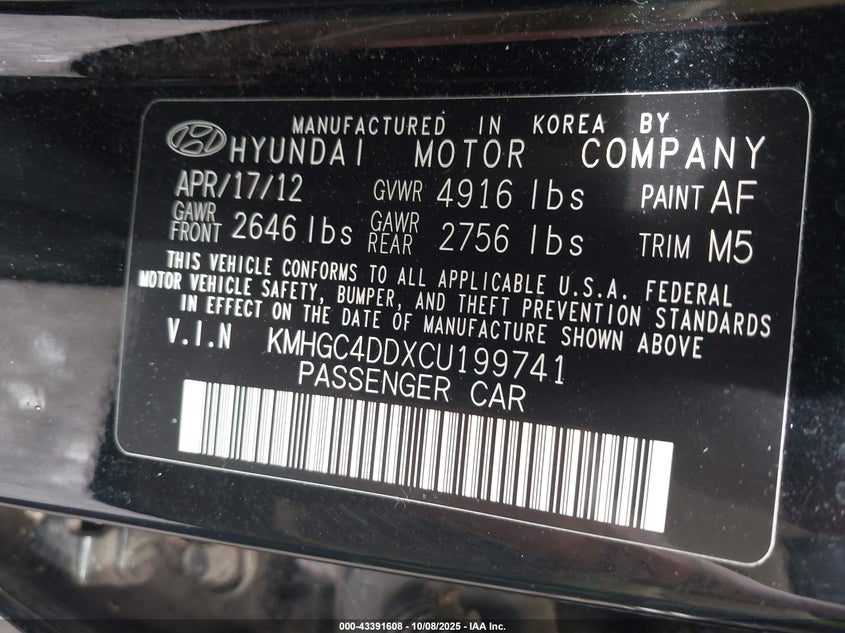 MANUFACTURED IN KOREA BY
HYUNDAI MOTOR COMPANY
APR/17/12 GVWR 4916 lbs PAINT AF
GAWR FRONT 2646 lbs GAWR REAR 2756 lbs TRIM M5
THIS VEHICLE CONFORMS TO ALL APPLICABLE U.S.A. FEDERAL
MOTOR VEHICLE SAFETY, BUMPER, AND THEFT PREVENTION STANDARDS
IN EFFECT ON THE DATE OF MANUFACTURE SHOWN ABOVE
V.I.N KMHGC4DDXCU199741
PASSENGER CAR
000-43391608 - 10/08/2025 - IAA Inc.